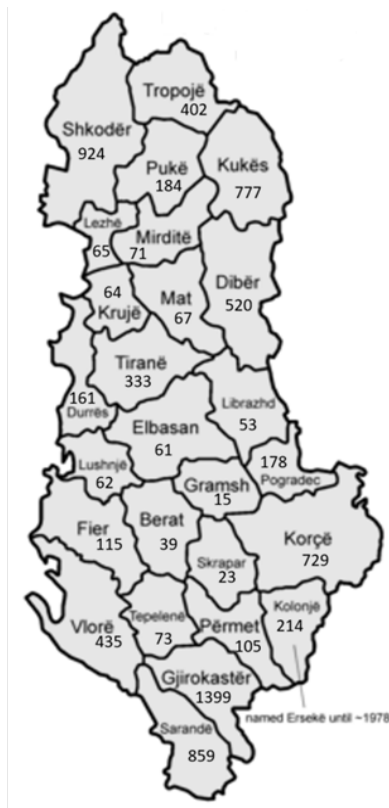 Tropojë
402
Shkodër
924
Pukë
184
Kukës
777
Lezhë
65
Mirditë
71
64
Krujë
Mat
67
Dibër
520
Tiranë
333
161
Durrës
Librazhd
53
Elbasan
61
Lushnjë
62
178
Pogradec
Gramsh
15
Fier
115
Berat
39
Skrapar
23
Korçë
729
Vlorë
435
Tepelenë
73
Përmet
105
Kolonjë
214
Gjirokastër
1399
named Ersekë until ~1978
Sarandë
859